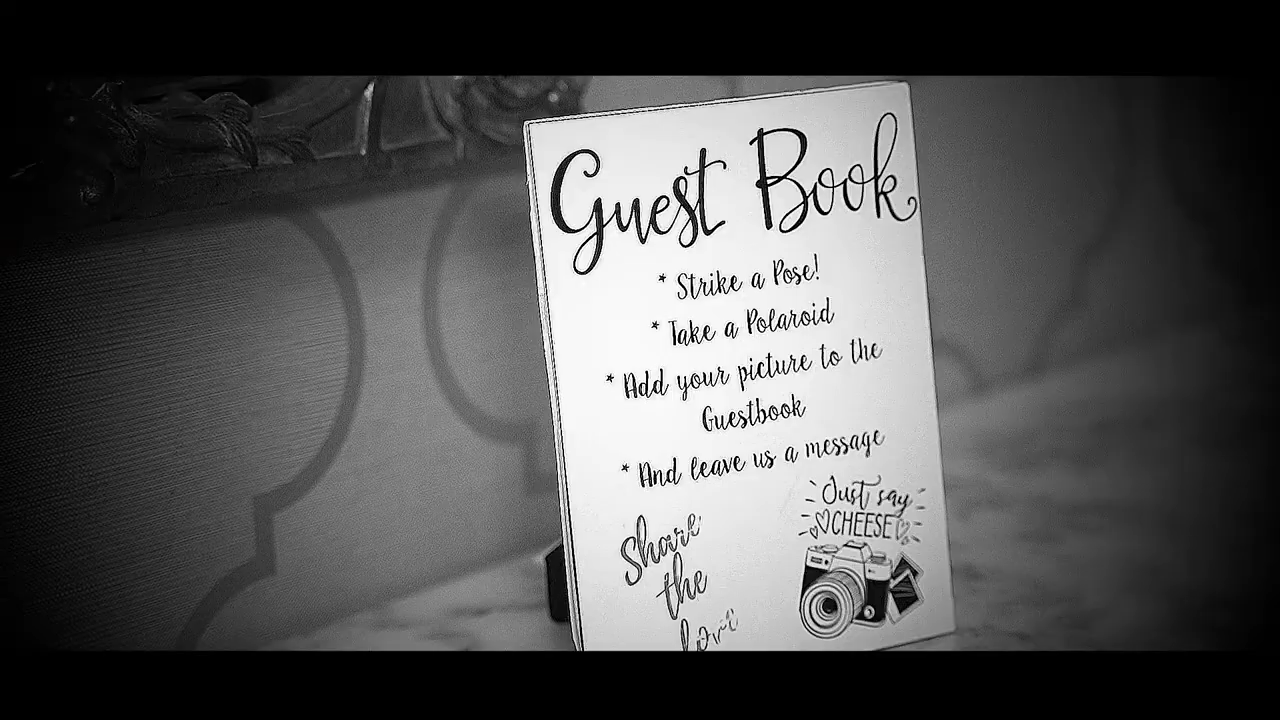 Guest Book
* Strike a Pose!
* Take a Polaroid
* Add your picture to the
Guestbook
* And leave us a message
Just say
CHEESE
Share
the
love